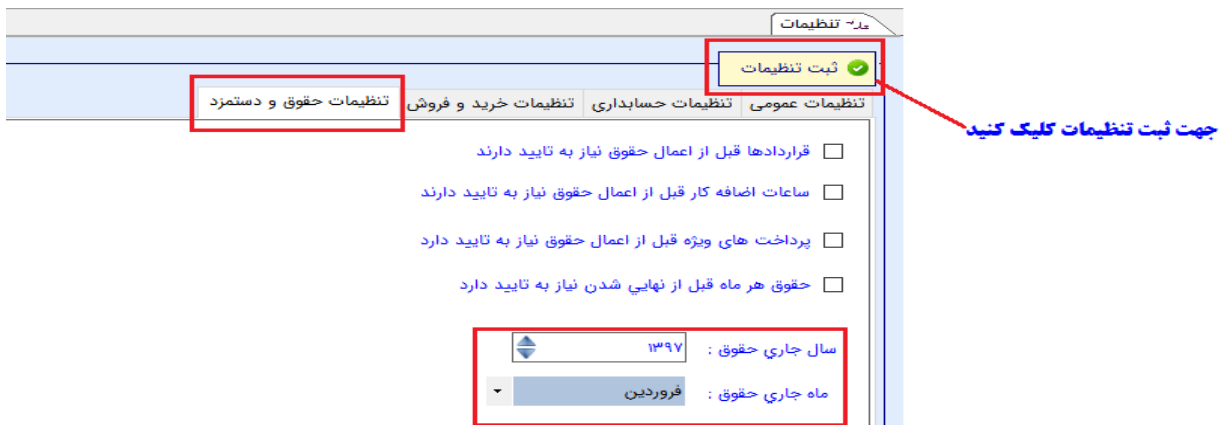 تنظیمات
ثبت تنظیمات
جهت ثبت تنظیمات کلیک کنید
تنظیمات عمومی تنظیمات حسابداری تنظیمات خرید و فروش تنظیمات حقوق و دستمزد
قراردادها قبل از اعمال حقوق نیاز به تایید دارند
ساعات اضافه کار قبل از اعمال حقوق نیاز به تایید دارند
پرداخت های ویژه قبل از اعمال حقوق نیاز به تایید دارد
حقوق هر ماه قبل از نهایي شدن نیاز به تایید دارد
سال جاري حقوق : ۱۳۹۷
ماه جاري حقوق : فروردین